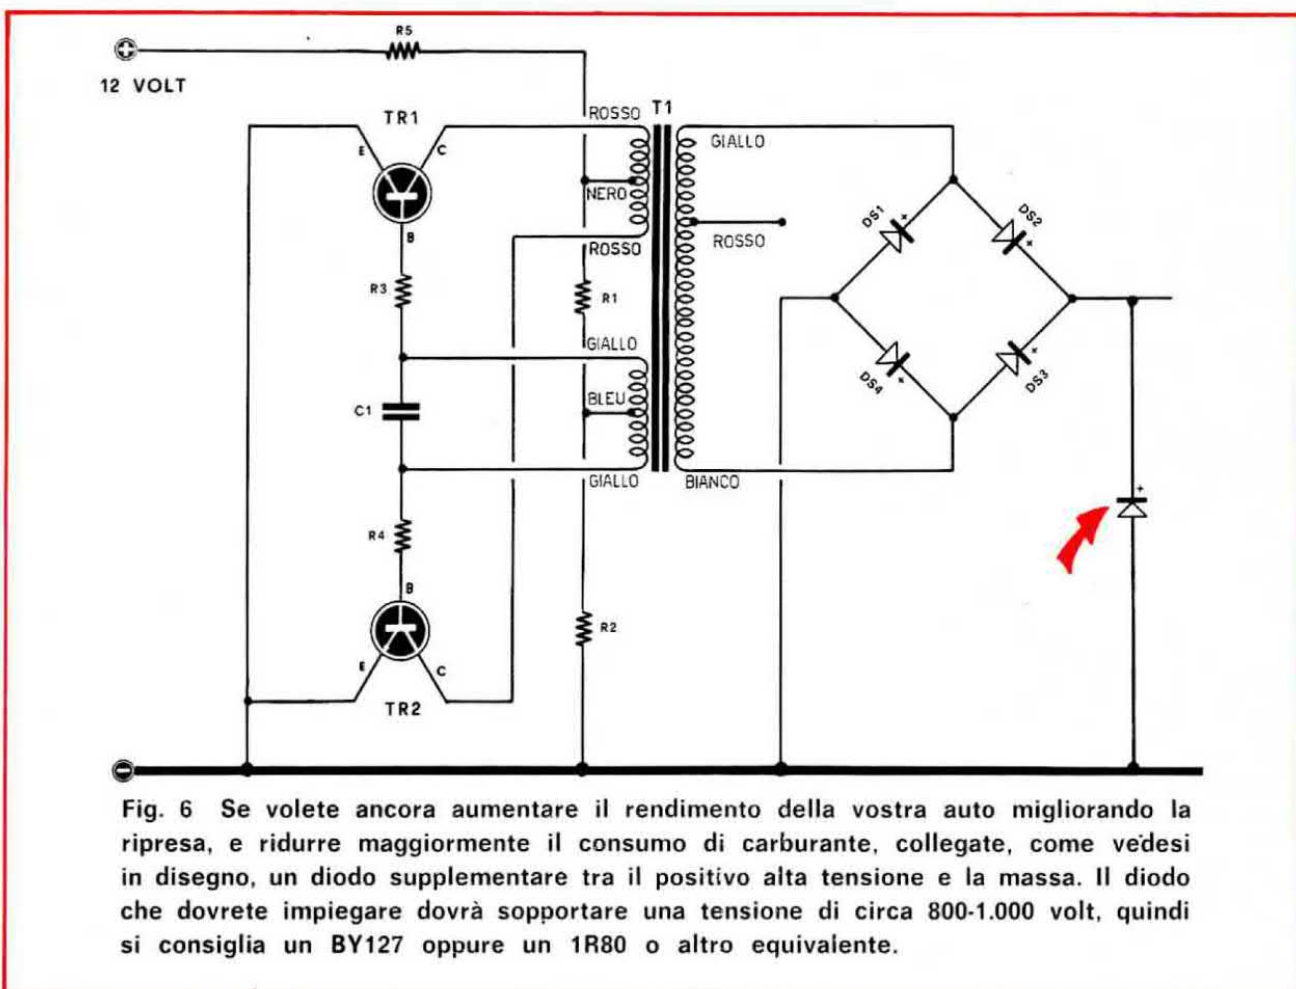 R5
12 VOLT
TR1
ROSSO
T1
E
C
GIALLO
NERO
DS1
+
DS2
+
B
ROSSO
ROSSO
R3
R1
GIALLO
DS4
+
DS3
+
BLEU
C1
GIALLO
BIANCO
+
R4
B
R2
E
C
TR2
Fig. 6 Se volete ancora aumentare il rendimento della vostra auto migliorando la
ripresa, e ridurre maggiormente il consumo di carburante, collegate, come vedesi
in disegno, un diodo supplementare tra il positivo alta tensione e la massa. Il diodo
che dovrete impiegare dovrà sopportare una tensione di circa 800-1.000 volt, quindi
si consiglia un BY127 oppure un 1R80 o altro equivalente.